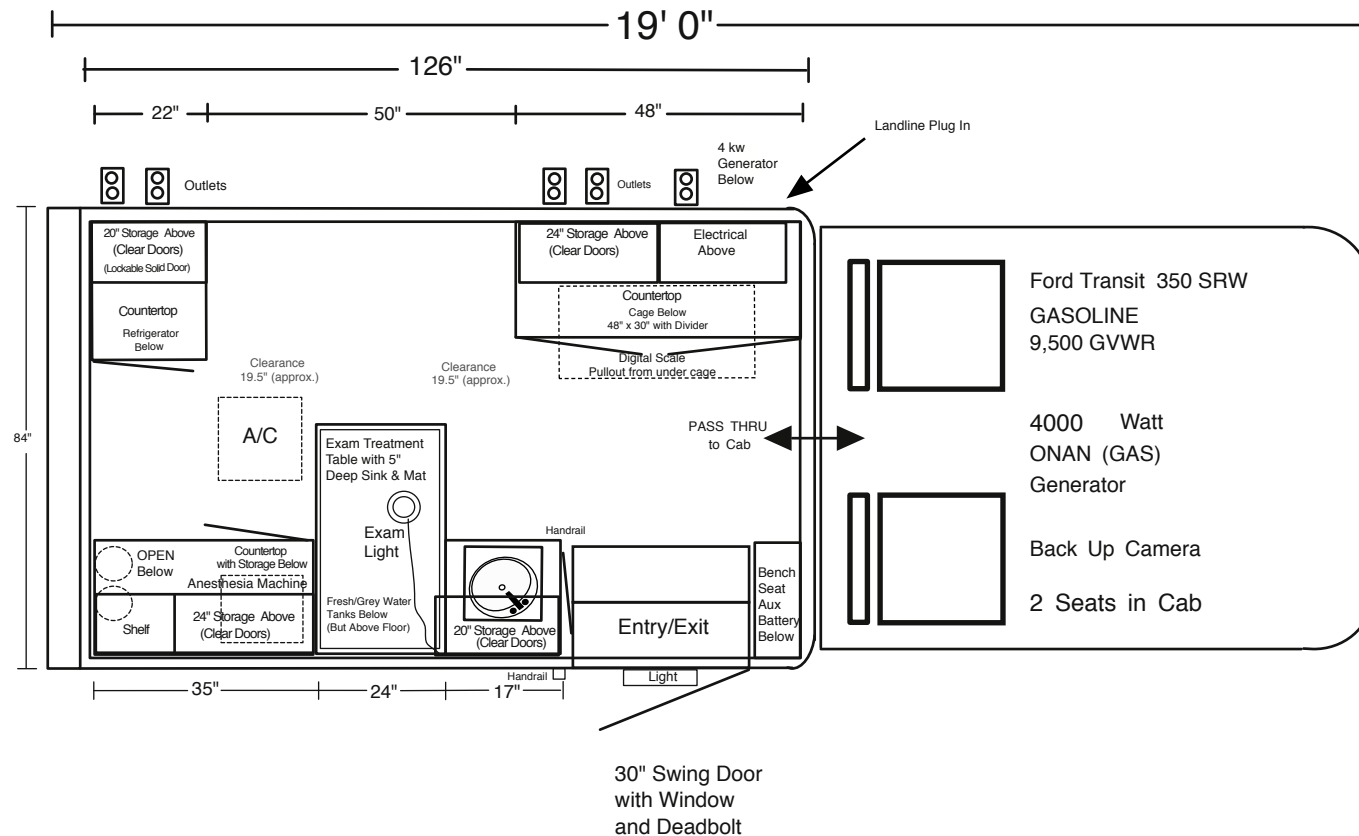 19' 0"
126"
22"
50"
48"
Landline Plug In
4 kw
Generator
Below
Outlets
Outlets
20" Storage Above
(Clear Doors)
(Lockable Solid Door)
Countertop
Refrigerator
Below
24" Storage Above
(Clear Doors)
Electrical
Above
Countertop
Cage Below
48" x 30" with Divider
Digital Scale
Pullout from under cage
Clearance
19.5" (approx.)
Clearance
19.5" (approx.)
84"
A/C
Exam Treatment
Table with 5"
Deep Sink & Mat
Exam
Light
Fresh/Grey Water
Tanks Below
(But Above Floor)
PASS THRU
to Cab
Ford Transit 350 SRW
GASOLINE
9,500 GVWR
4000 Watt
ONAN (GAS)
Generator
Back Up Camera
2 Seats in Cab
OPEN
Below
Countertop
with Storage Below
Anesthesia Machine
Shelf
24" Storage Above
(Clear Doors)
20" Storage Above
(Clear Doors)
Handrail
Entry/Exit
Bench
Seat
Aux
Battery
Below
Handrail
Light
35"
24"
17"
30" Swing Door
with Window
and Deadbolt